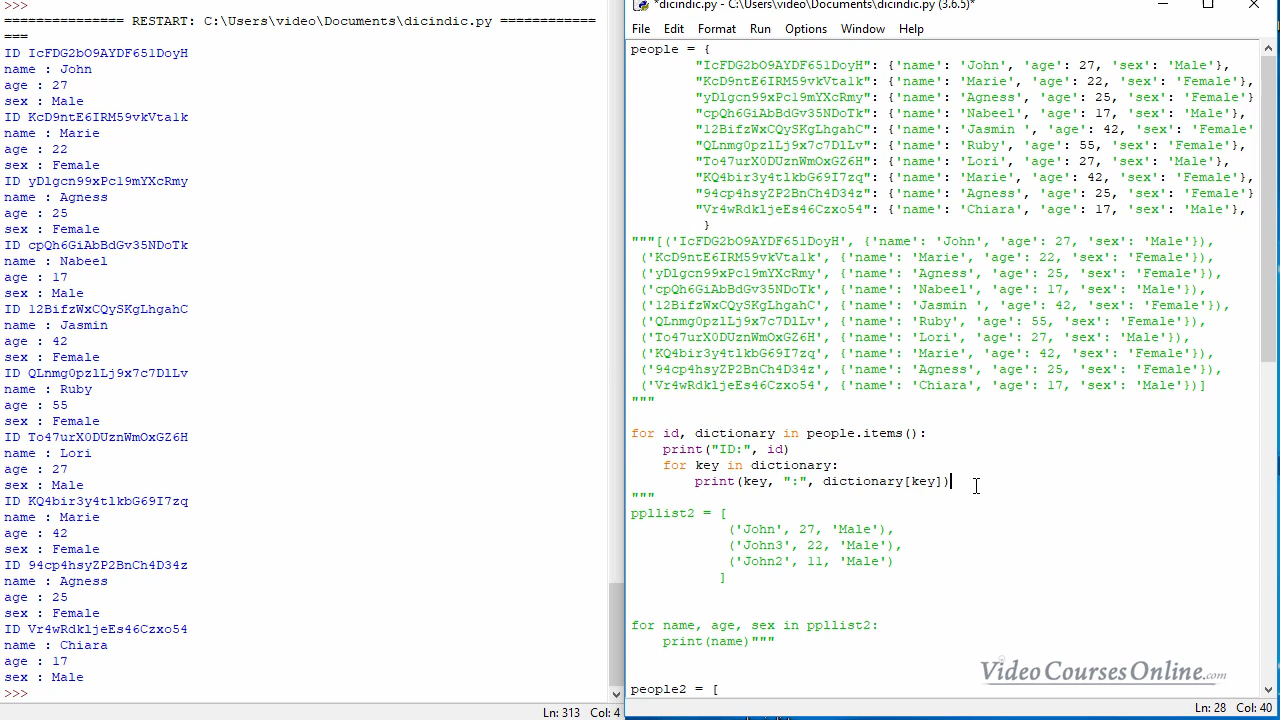 >>>
=============== RESTART: C:\Users\video\Documents\dicindic.py ============
===
ID IcFDG2bO9AYDF651DoyH
name : John
age : 27
sex : Male
ID KcD9ntE6IRM59vkVta1k
name : Marie
age : 22
sex : Female
ID yDlgcn99xPc19mYXcRmy
name : Agness
age : 25
sex : Female
ID cpQh6GiAbBdGv35NDoTk
name : Nabeel
age : 17
sex : Male
ID 12BifzWxCQySKgLhgahC
name : Jasmin
age : 42
sex : Female
ID QLnmg0pzlLj9x7c7DlLv
name : Ruby
age : 55
sex : Female
ID To47urX0DUznWmOxGZ6H
name : Lori
age : 27
sex : Male
ID KQ4bir3y4tlkbG69I7zq
name : Marie
age : 42
sex : Female
ID 94cp4hsyZP2BnCh4D34z
name : Agness
age : 25
sex : Female
ID Vr4wRdkljeEs46Czxo54
name : Chiara
age : 17
sex : Male
>>>
Ln: 313 Col: 4
*dicindic.py - C:\Users\video\Documents\dicindic.py (3.6.5)*
File Edit Format Run Options Window Help
people = {
"IcFDG2bO9AYDF651DoyH": {'name': 'John', 'age': 27, 'sex': 'Male'},
"KcD9ntE6IRM59vkVta1k": {'name': 'Marie', 'age': 22, 'sex': 'Female'},
"yDlgcn99xPc19mYXcRmy": {'name': 'Agness', 'age': 25, 'sex': 'Female'}
"cpQh6GiAbBdGv35NDoTk": {'name': 'Nabeel', 'age': 17, 'sex': 'Male'},
"12BifzWxCQySKgLhgahC": {'name': 'Jasmin ', 'age': 42, 'sex': 'Female'
"QLnmg0pzlLj9x7c7DlLv": {'name': 'Ruby', 'age': 55, 'sex': 'Female'},
"To47urX0DUznWmOxGZ6H": {'name': 'Lori', 'age': 27, 'sex': 'Male'},
"KQ4bir3y4tlkbG69I7zq": {'name': 'Marie', 'age': 42, 'sex': 'Female'},
"94cp4hsyZP2BnCh4D34z": {'name': 'Agness', 'age': 25, 'sex': 'Female'}
"Vr4wRdkljeEs46Czxo54": {'name': 'Chiara', 'age': 17, 'sex': 'Male'},
}
"""[('IcFDG2bO9AYDF651DoyH', {'name': 'John', 'age': 27, 'sex': 'Male'}),
('KcD9ntE6IRM59vkVta1k', {'name': 'Marie', 'age': 22, 'sex': 'Female'}),
('yDlgcn99xPc19mYXcRmy', {'name': 'Agness', 'age': 25, 'sex': 'Female'}),
('cpQh6GiAbBdGv35NDoTk', {'name': 'Nabeel', 'age': 17, 'sex': 'Male'}),
('12BifzWxCQySKgLhgahC', {'name': 'Jasmin ', 'age': 42, 'sex': 'Female'}),
('QLnmg0pzlLj9x7c7DlLv', {'name': 'Ruby', 'age': 55, 'sex': 'Female'}),
('To47urX0DUznWmOxGZ6H', {'name': 'Lori', 'age': 27, 'sex': 'Male'}),
('KQ4bir3y4tlkbG69I7zq', {'name': 'Marie', 'age': 42, 'sex': 'Female'}),
('94cp4hsyZP2BnCh4D34z', {'name': 'Agness', 'age': 25, 'sex': 'Female'}),
('Vr4wRdkljeEs46Czxo54', {'name': 'Chiara', 'age': 17, 'sex': 'Male'})]
"""
for id, dictionary in people.items():
print("ID:", id)
for key in dictionary:
print(key, ":", dictionary[key])
"""
ppllist2 = [
('John', 27, 'Male'),
('John3', 22, 'Male'),
('John2', 11, 'Male')
]
for name, age, sex in ppllist2:
print(name)"""
people2 = [
VideoCoursesOnline.com
Ln: 28 Col: 40